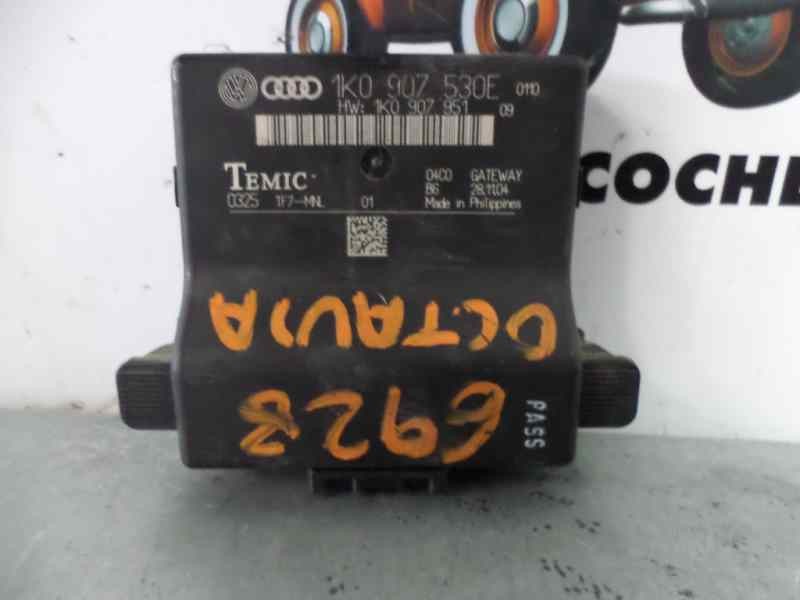 1K0 907 530E 0110
HW: 1K0 907 951 09
TEMIC
04C0 GATEWAY
B6 28.11.04
0325 1F7-MNL 01 Made in Philippines
COCHE
OCTAVIA
6928
PASS